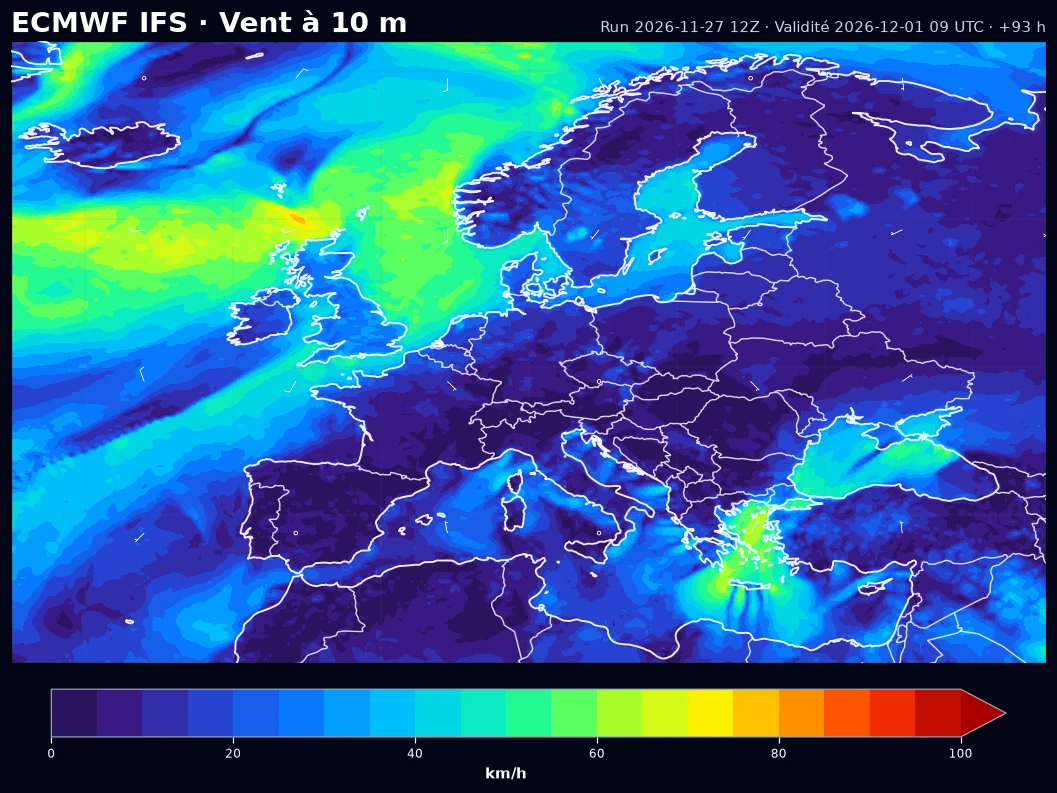 ECMWF IFS · Vent à 10 m
Run 2026-11-27 12Z · Validité 2026-12-01 09 UTC · +93 h
0 20 40 60 80 100
km/h